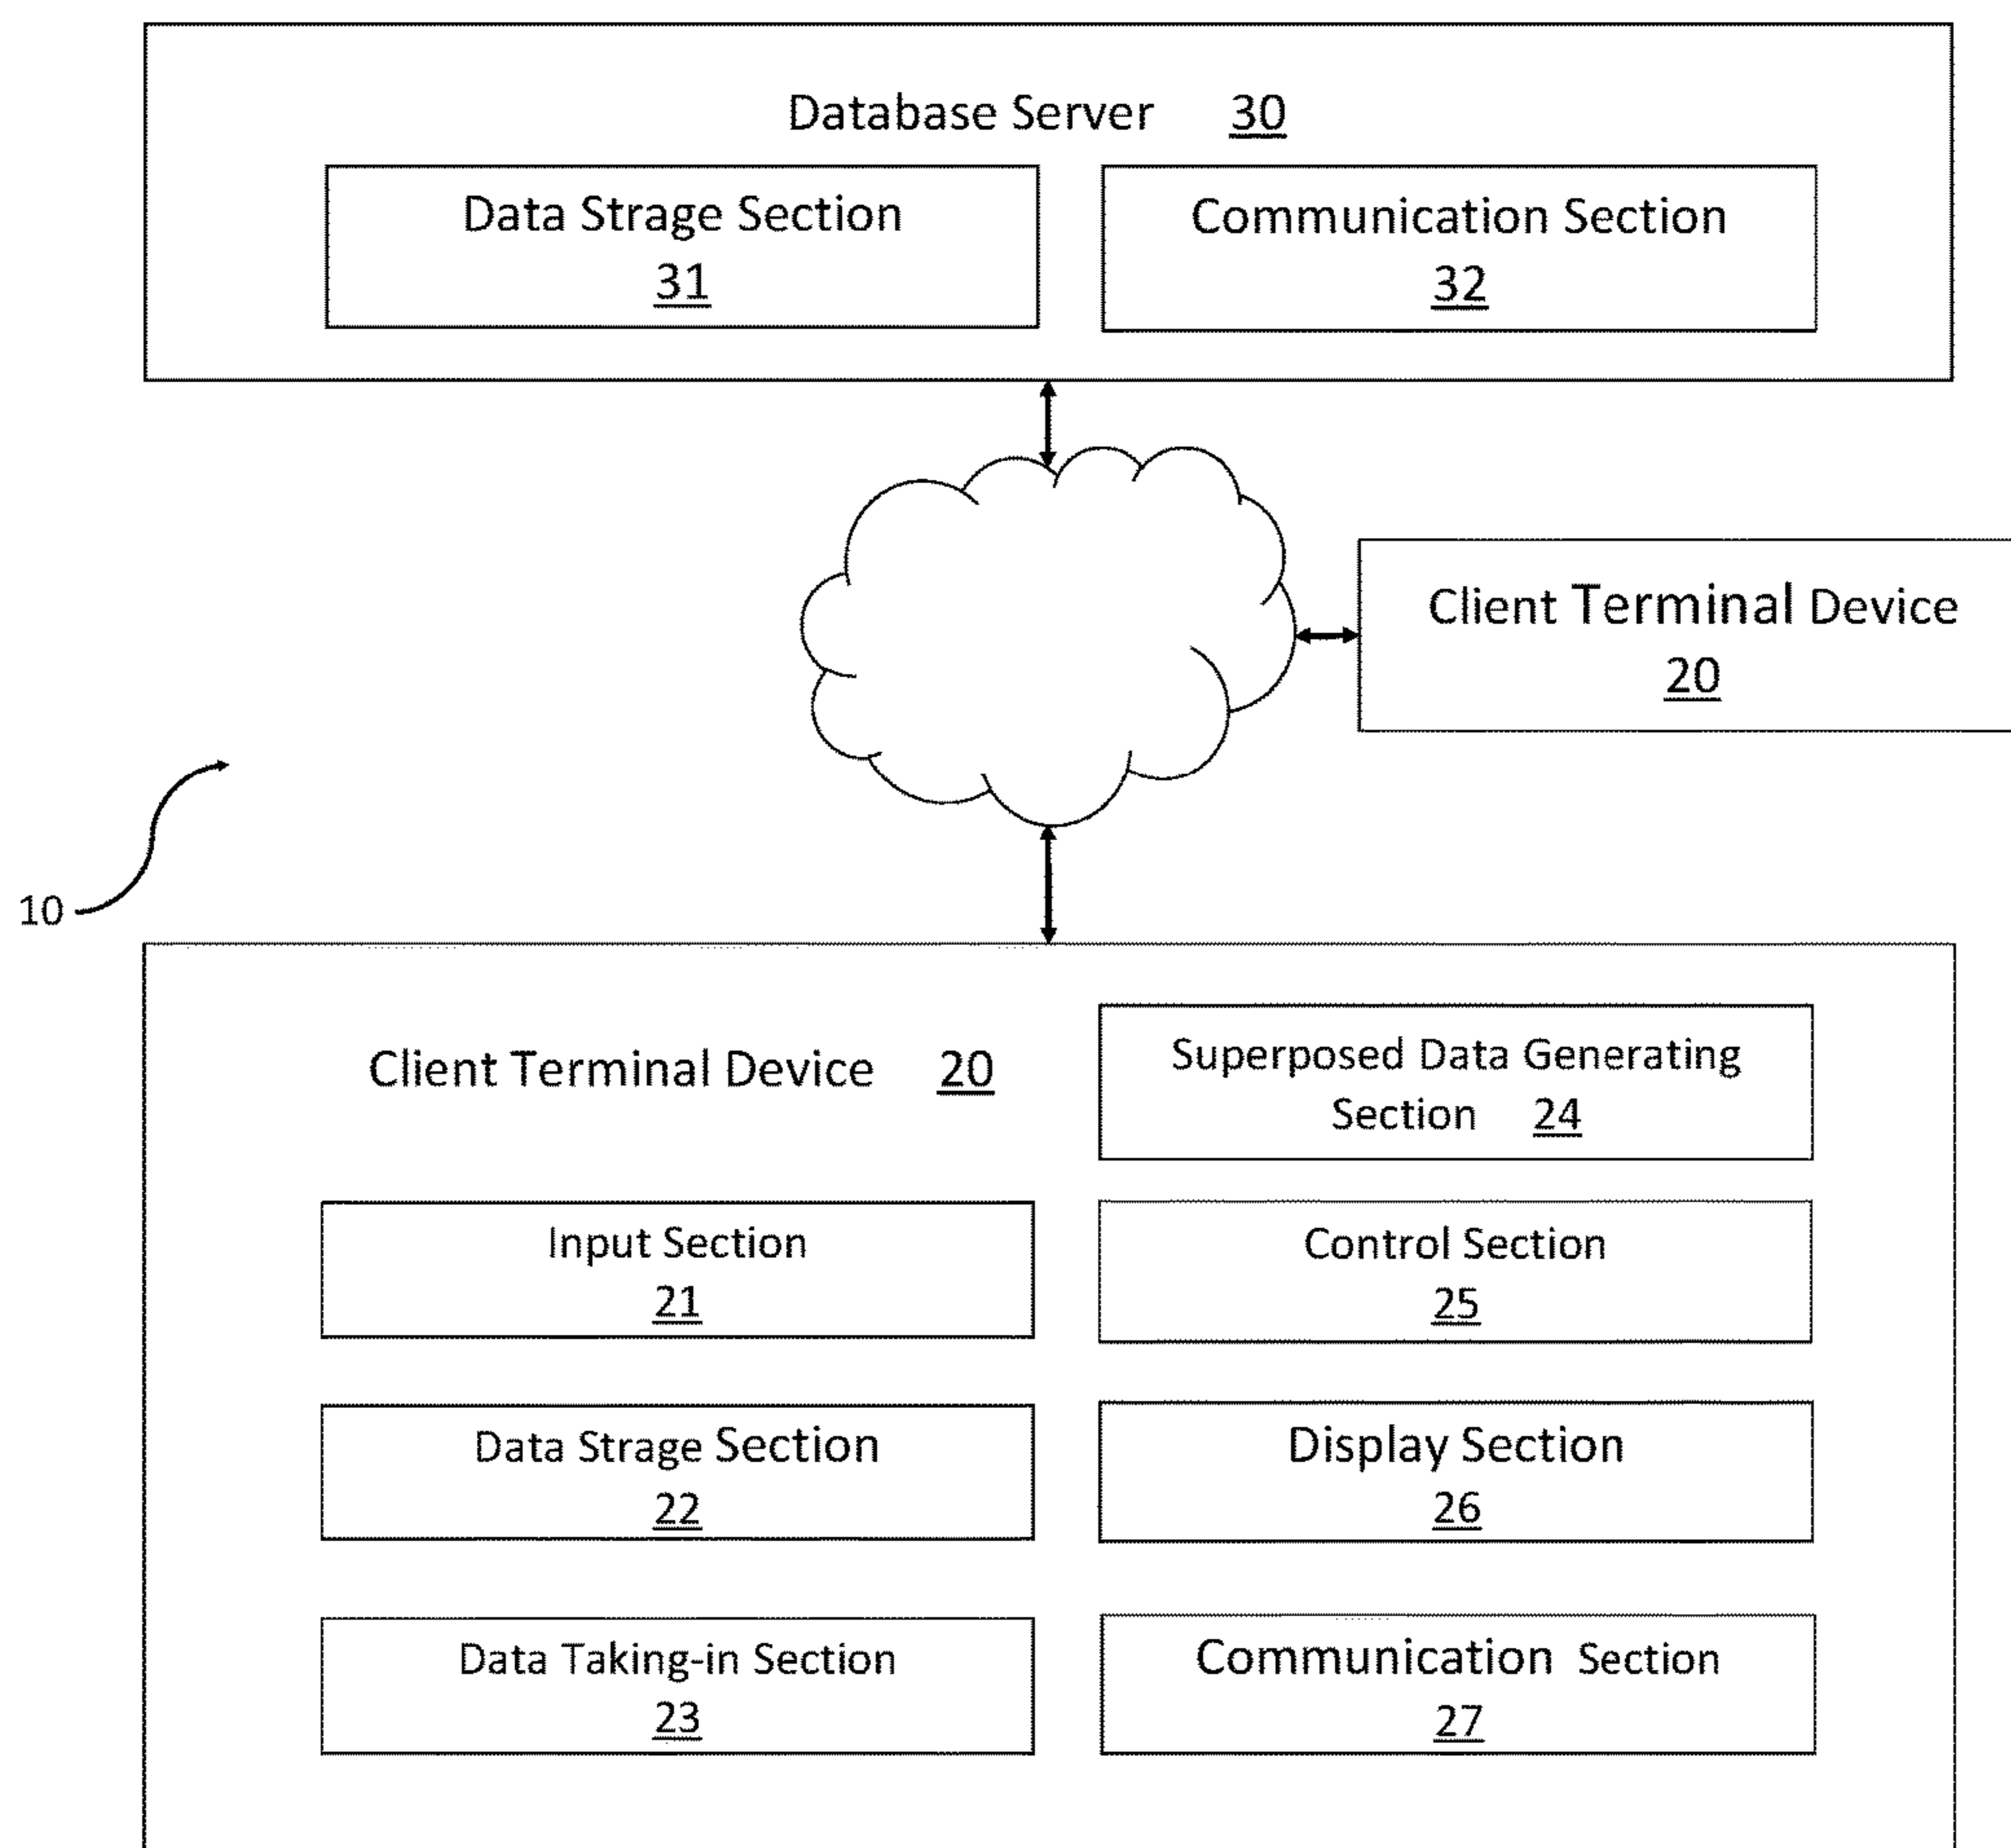 Database Server 30
Data Strage Section
31
Communication Section
32
Client Terminal Device
20
10
Client Terminal Device 20
Superposed Data Generating
Section 24
Input Section
21
Control Section
25
Data Strage Section
22
Display Section
26
Data Taking-in Section
23
Communication Section
27